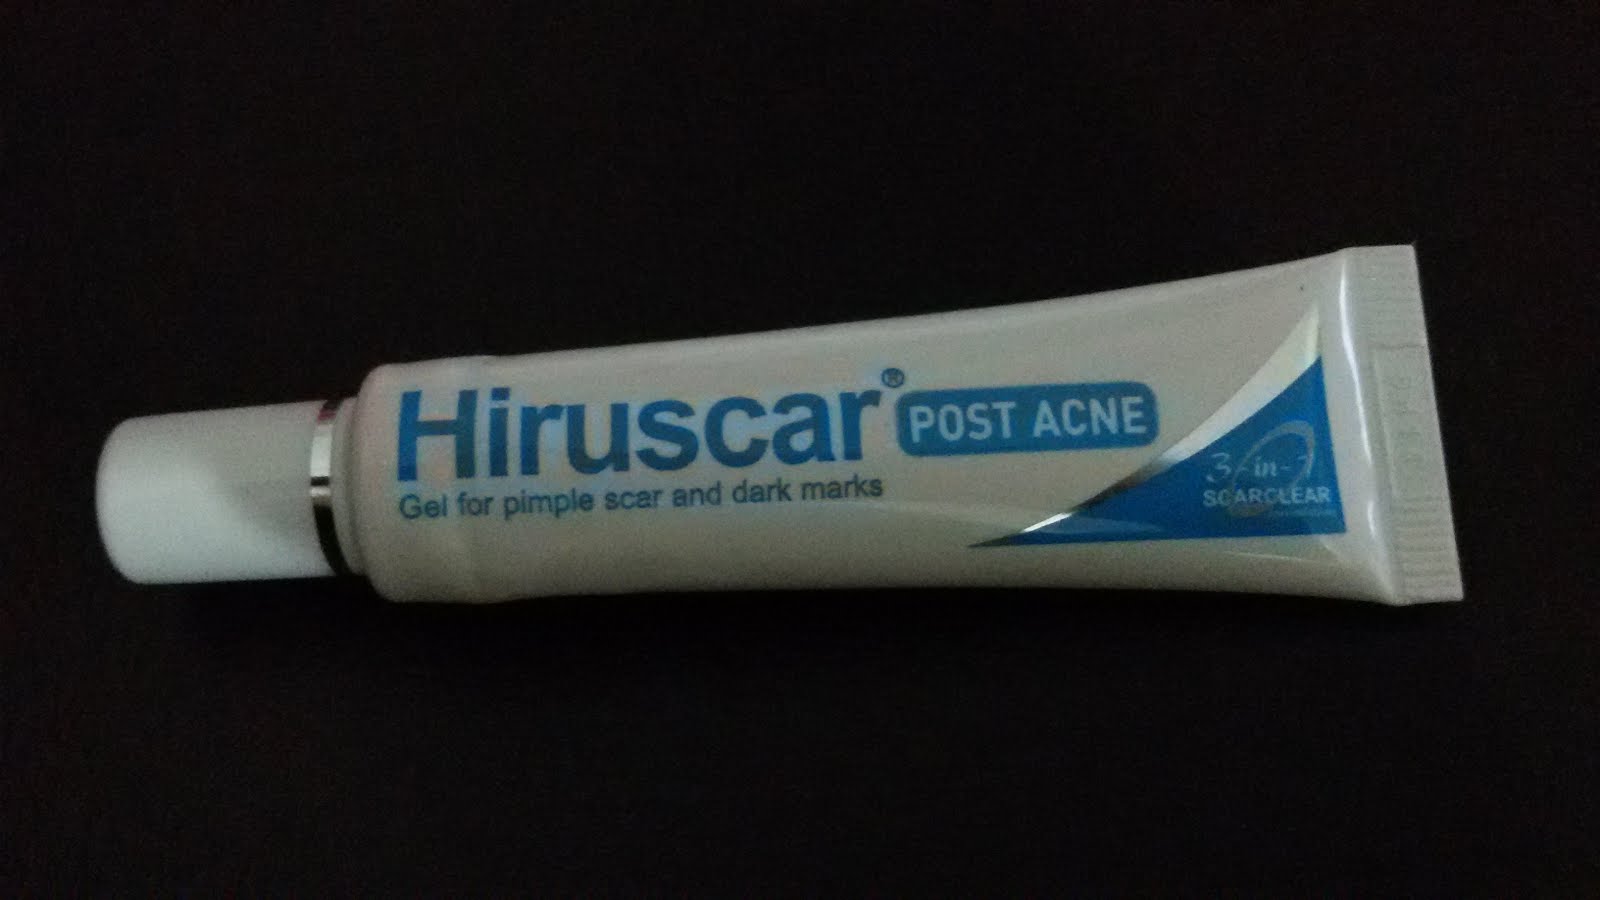 Hiruscar® POST ACNE
Gel for pimple scar and dark marks
3-in-1
SCARCLEAR